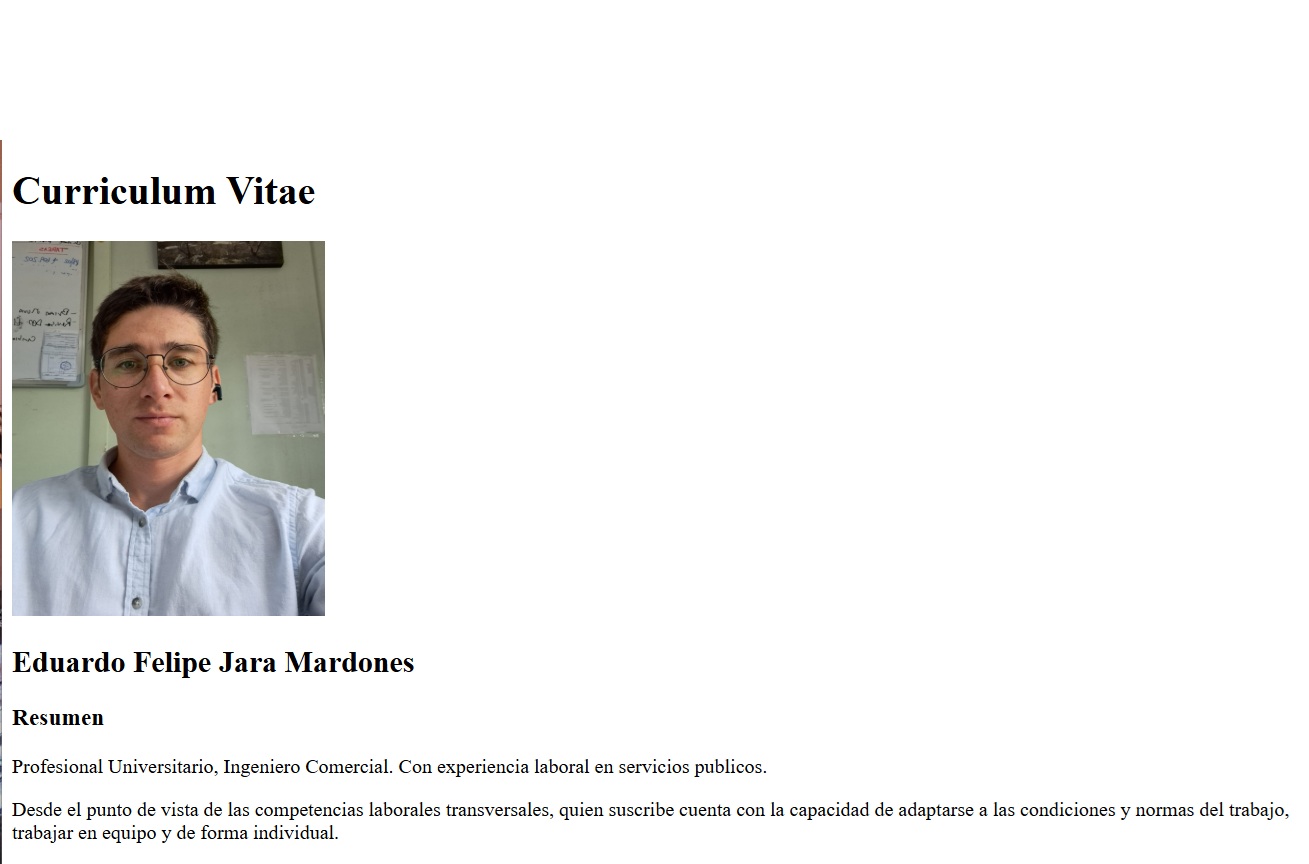 Curriculum Vitae
Eduardo Felipe Jara Mardones
Resumen
Profesional Universitario, Ingeniero Comercial. Con experiencia laboral en servicios publicos.
Desde el punto de vista de las competencias laborales transversales, quien suscribe cuenta con la capacidad de adaptarse a las condiciones y normas del trabajo,
trabajar en equipo y de forma individual.